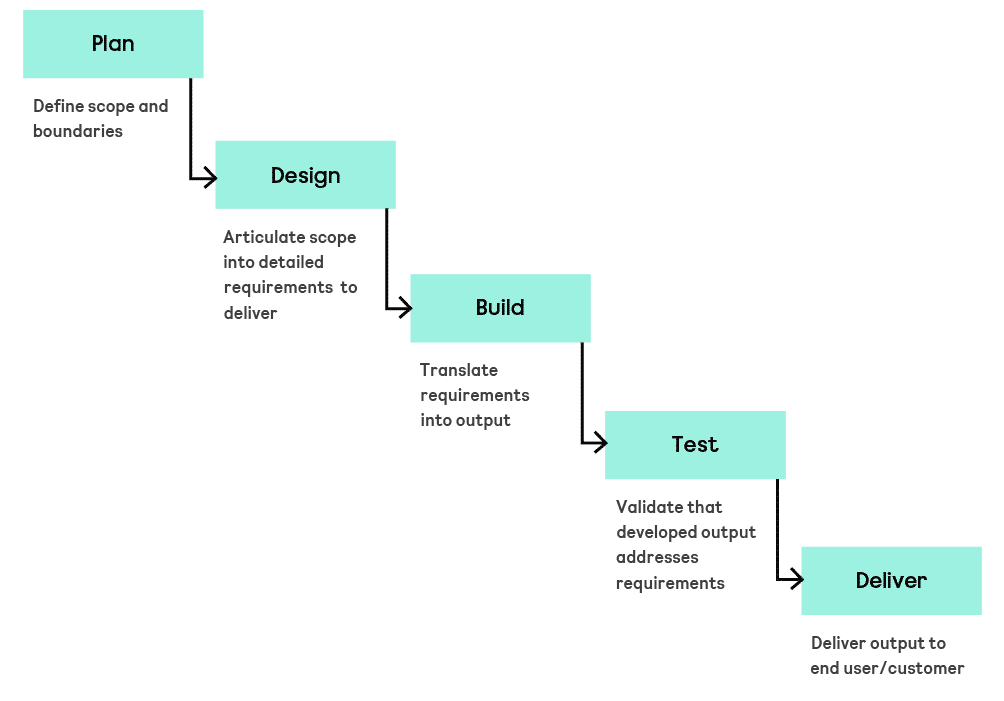 Plan
Define scope and
boundaries
Design
Articulate scope
into detailed
requirements to
deliver
Build
Translate
requirements
into output
Test
Validate that
developed output
addresses
requirements
Deliver
Deliver output to
end user/customer